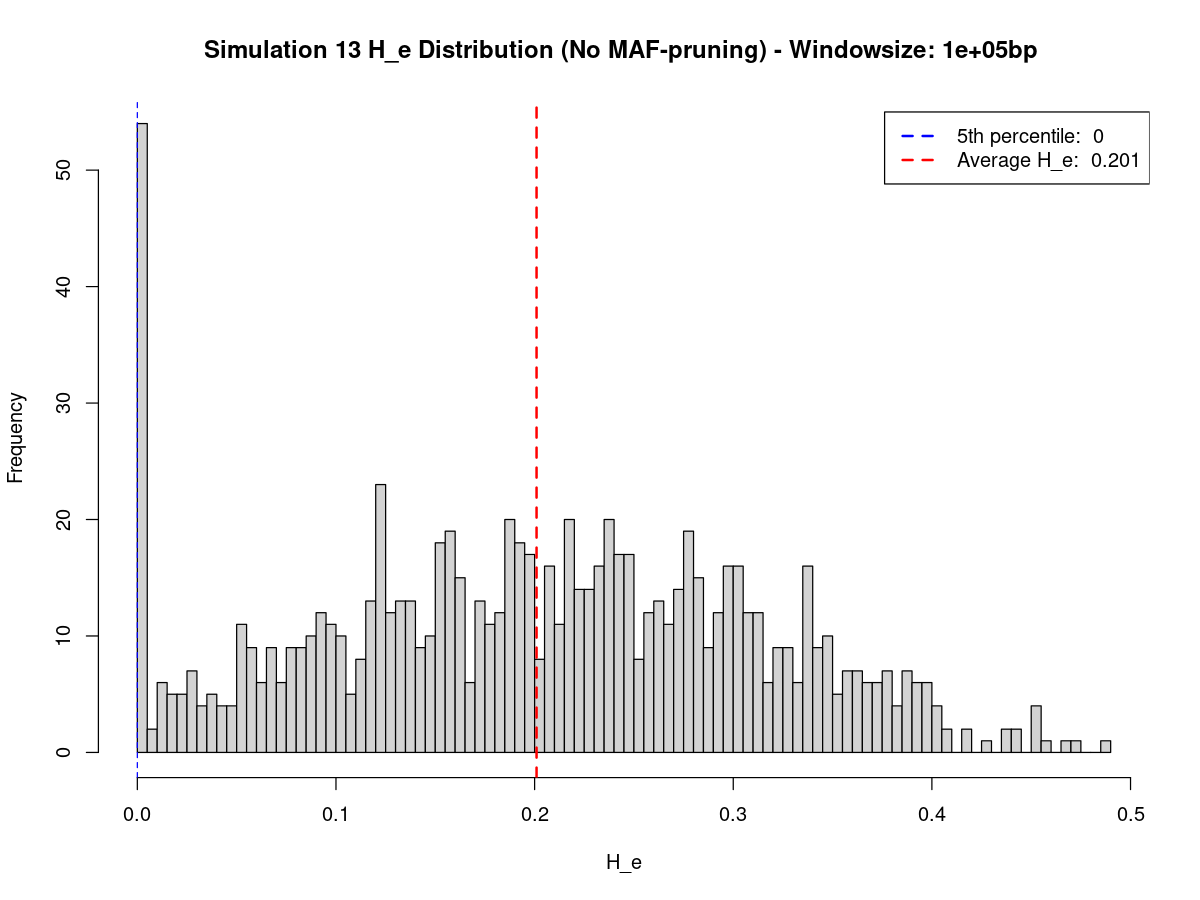 Simulation 13 H_e Distribution (No MAF-pruning) - Windowsize: 1e+05bp
5th percentile: 0
Average H_e: 0.201
Frequency
50
40
30
20
10
0
0.0 0.1 0.2 0.3 0.4 0.5
H_e